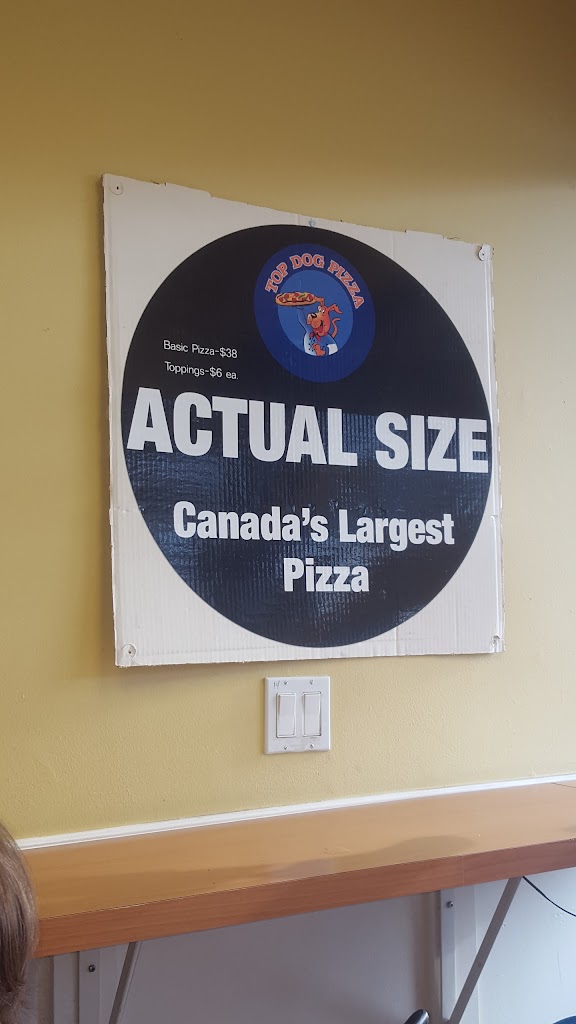 TOP DOG PIZZA
Basic Pizza-$38
Toppings-$6 ea.
ACTUAL SIZE
Canada's Largest
Pizza